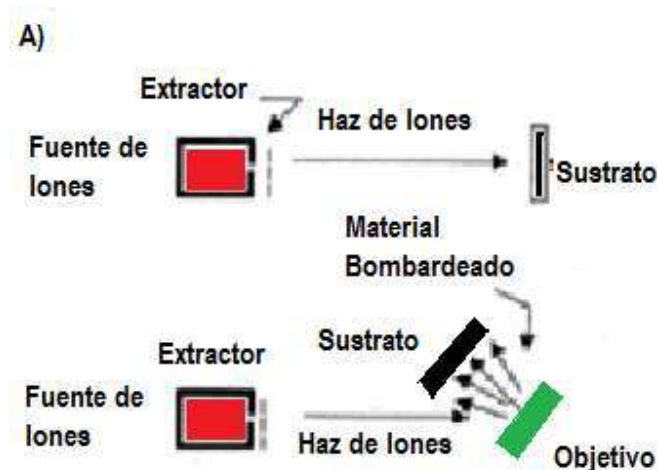 A)
Extractor
Haz de Iones
Fuente de
Iones
Sustrato
Material
Bombardeado
Sustrato
Extractor
Fuente de
Iones
Haz de Iones
Objetivo